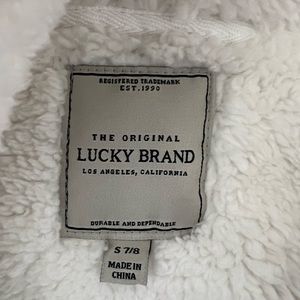 REGISTERED TRADEMARK
EST. 1990
THE ORIGINAL
LUCKY BRAND
LOS ANGELES, CALIFORNIA
DURABLE AND DEPENDABLE
S 7/8
MADE IN
CHINA